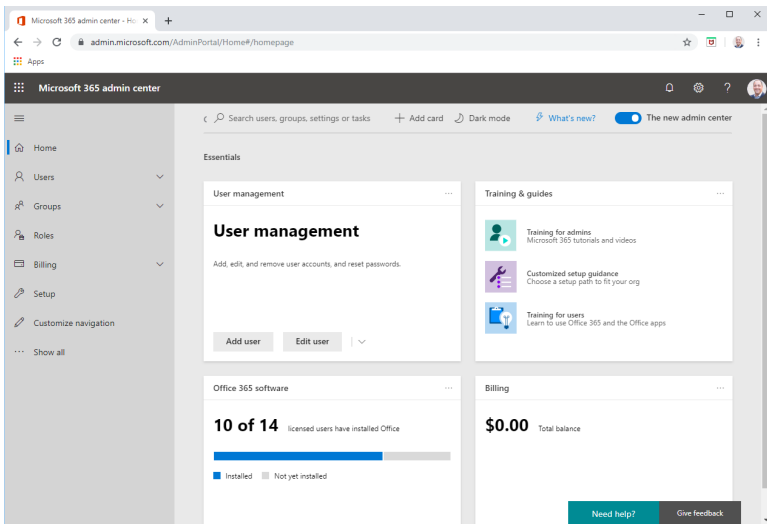 Microsoft 365 admin center - Ho
admin.microsoft.com/AdminPortal/Home#/homepage
Apps
Microsoft 365 admin center
Search users, groups, settings or tasks
Add card
Dark mode
What's new?
The new admin center
Home
Users
Groups
Roles
Billing
Setup
Customize navigation
Show all
Essentials
User management
User management
Add, edit, and remove user accounts, and reset passwords.
Add user
Edit user
Training & guides
Training for admins
Microsoft 365 tutorials and videos
Customized setup guidance
Choose a setup path to fit your org
Training for users
Learn to use Office 365 and the Office apps
Office 365 software
10 of 14 licensed users have installed Office
Installed
Not yet installed
Billing
$0.00 Total balance
Need help?
Give feedback